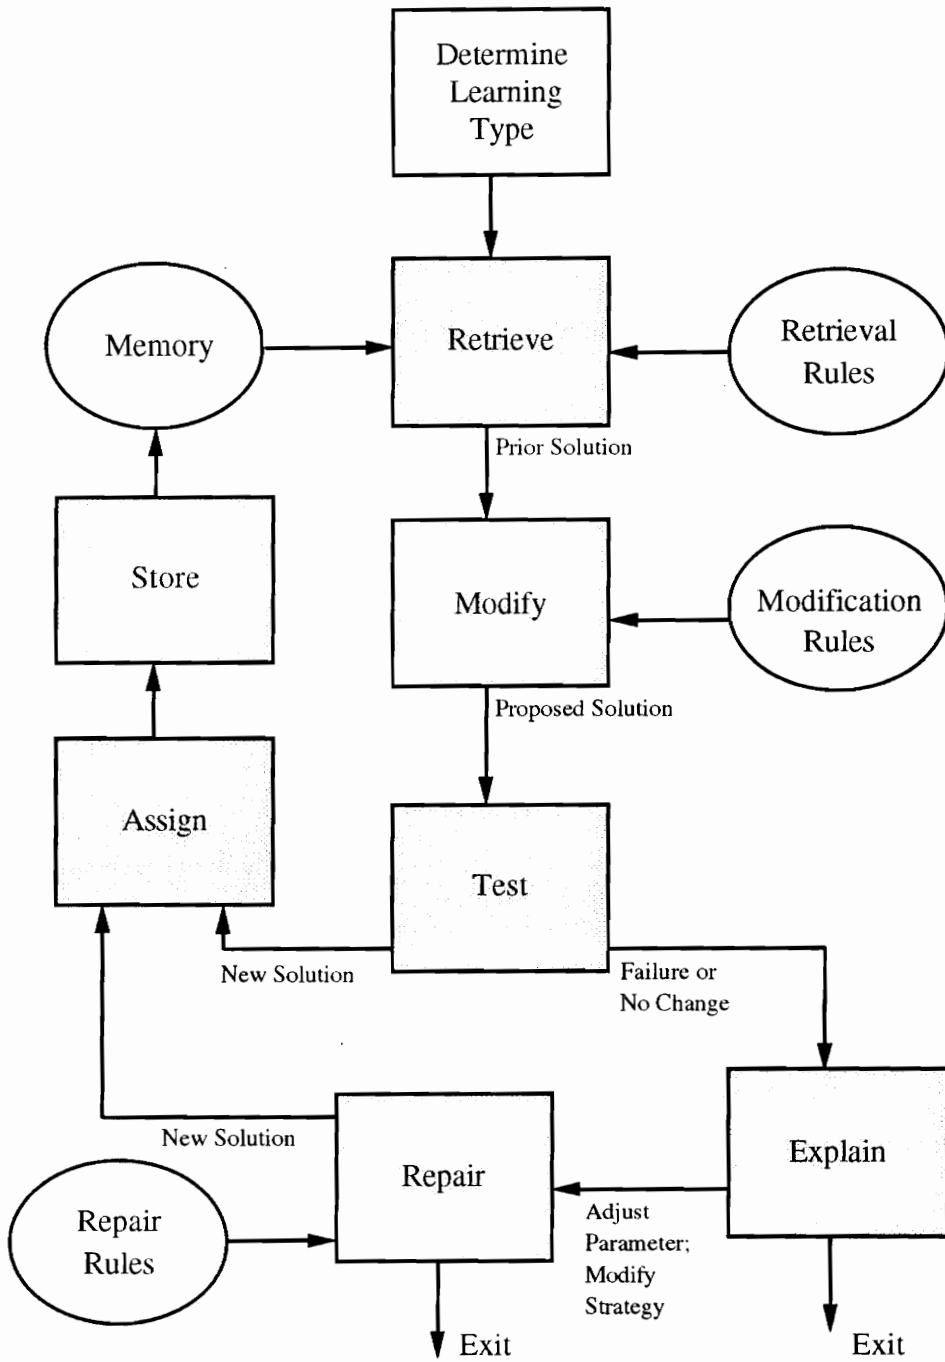 Determine
Learning
Type
Memory
Retrieve
Retrieval
Rules
Prior Solution
Store
Modify
Modification
Rules
Proposed Solution
Assign
Test
New Solution
Failure or
No Change
New Solution
Repair
Explain
Repair
Rules
Adjust
Parameter;
Modify
Strategy
Exit
Exit